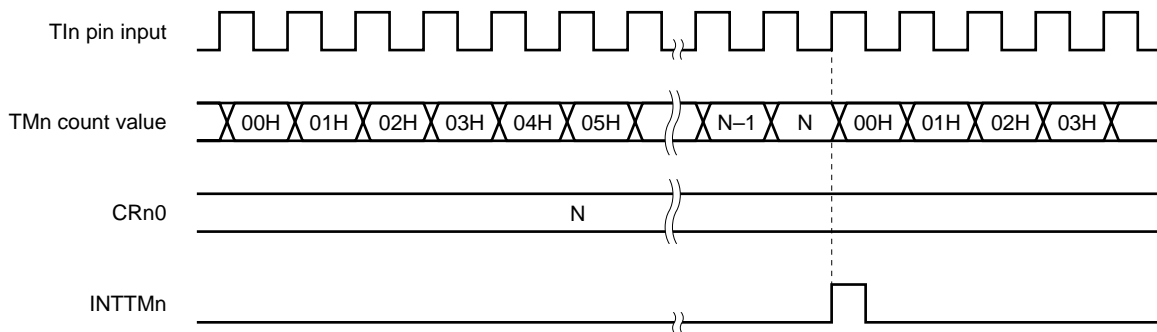 TIn pin input
TMn count value
00H 01H 02H 03H 04H 05H N–1 N 00H 01H 02H 03H
CRn0
N
INTTMn